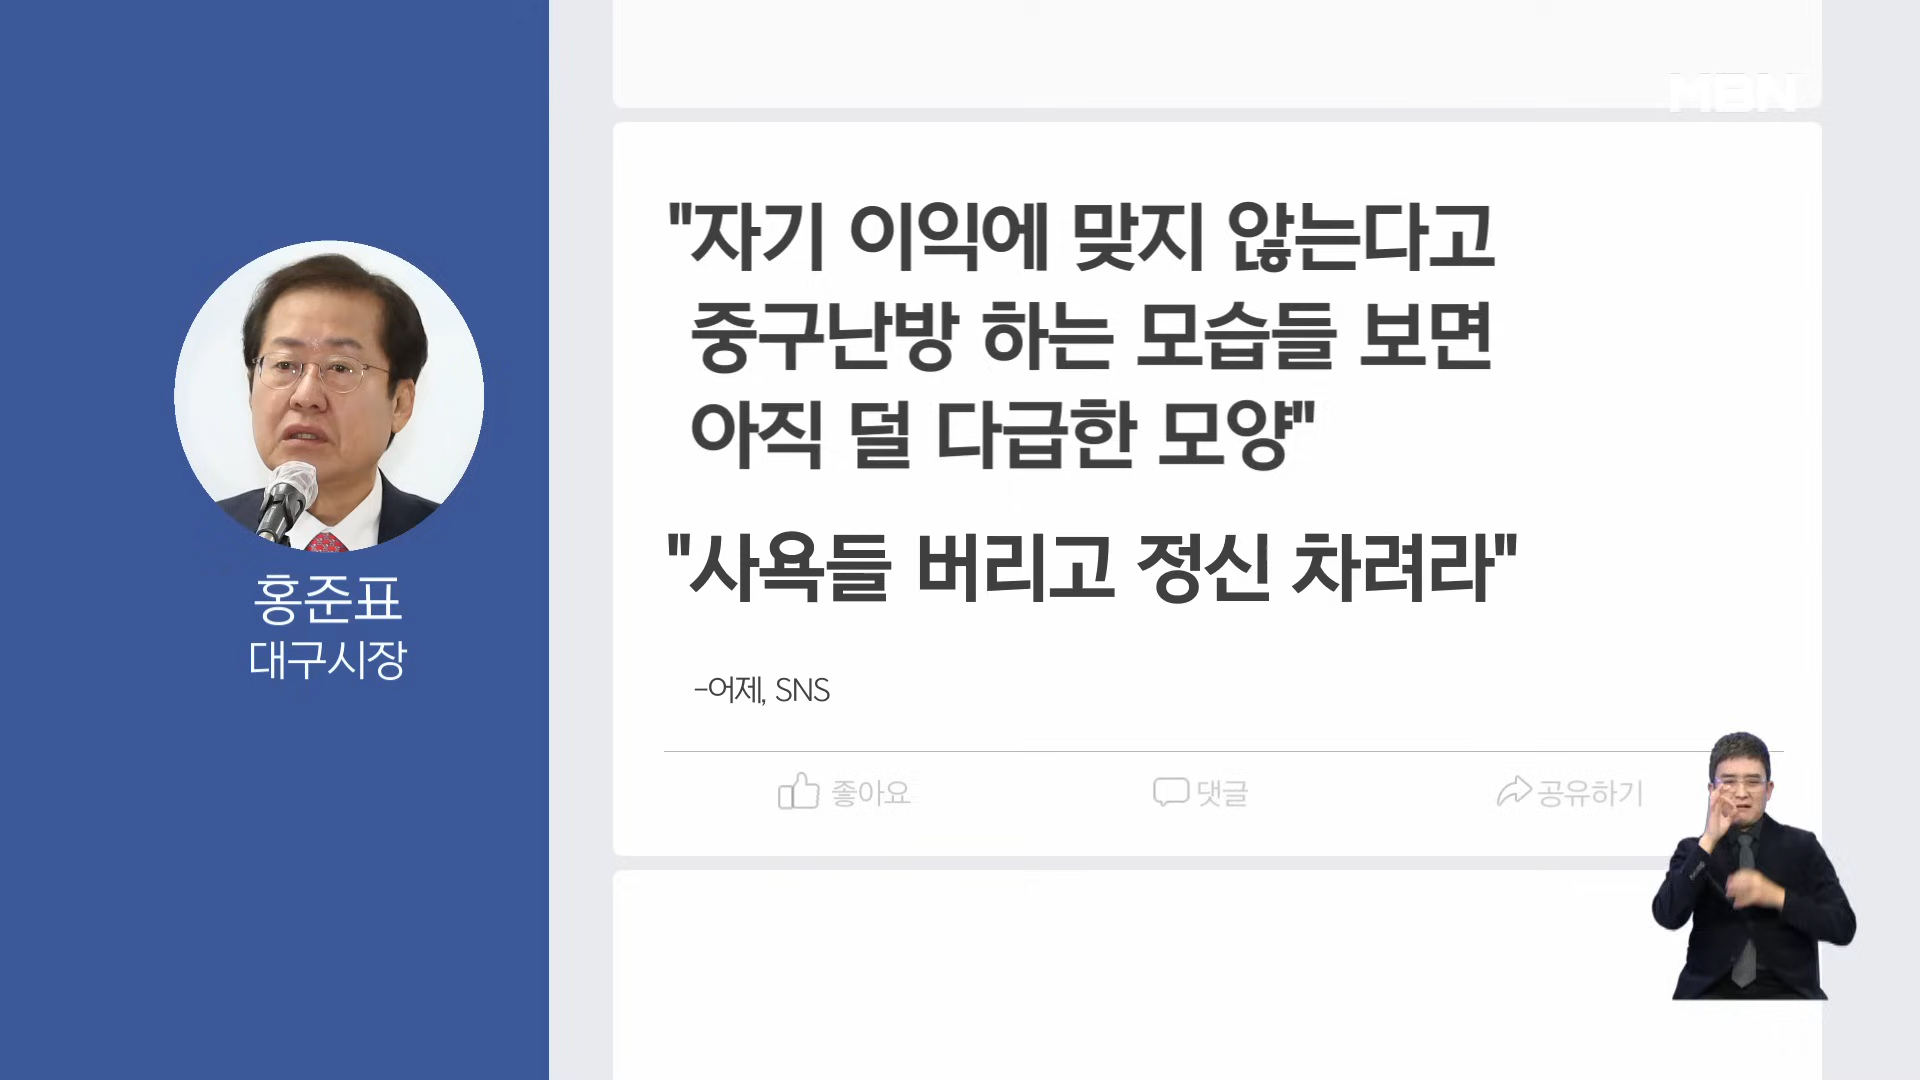 MBN
"자기 이익에 맞지 않는다고
중구난방 하는 모습들 보면
아직 덜 다급한 모양"
"사욕들 버리고 정신 차려라"
-어제, SNS
홍준표
대구시장
좋아요 댓글 공유하기